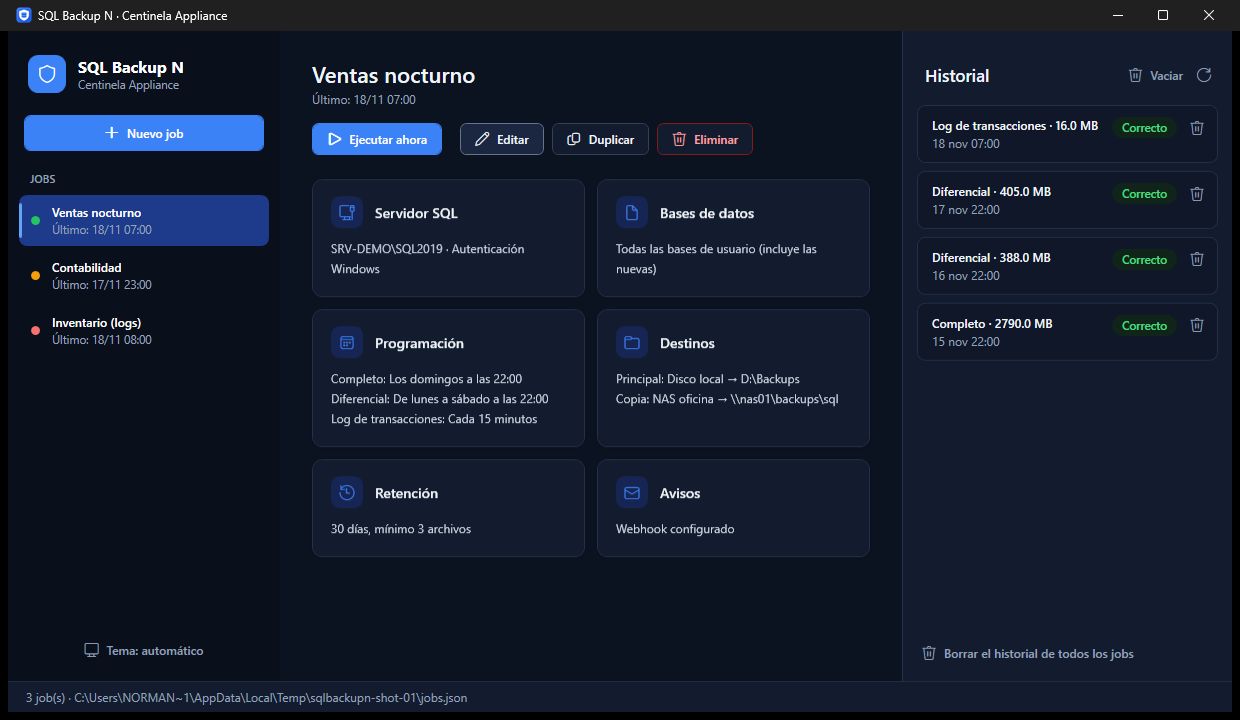 SQL Backup N · Centinela Appliance
SQL Backup N
Centinela Appliance
Nuevo job
JOBS
Ventas nocturno
Último: 18/11 07:00
Contabilidad
Último: 17/11 23:00
Inventario (logs)
Último: 18/11 08:00
Tema: automático
Ventas nocturno
Último: 18/11 07:00
Ejecutar ahora
Editar
Duplicar
Eliminar
Servidor SQL
SRV-DEMO\SQL2019 · Autenticación
Windows
Bases de datos
Todas las bases de usuario (incluye las
nuevas)
Programación
Completo: Los domingos a las 22:00
Diferencial: De lunes a sábado a las 22:00
Log de transacciones: Cada 15 minutos
Destinos
Principal: Disco local → D:\Backups
Copia: NAS oficina → \\nas01\backups\sql
Retención
30 días, mínimo 3 archivos
Avisos
Webhook configurado
Historial
Vaciar
Log de transacciones · 16.0 MB
18 nov 07:00
Correcto
Diferencial · 405.0 MB
17 nov 22:00
Correcto
Diferencial · 388.0 MB
16 nov 22:00
Correcto
Completo · 2790.0 MB
15 nov 22:00
Correcto
Borrar el historial de todos los jobs
3 job(s) · C:\Users\NORMAN~1\AppData\Local\Temp\sqlbackupn-shot-01\jobs.json